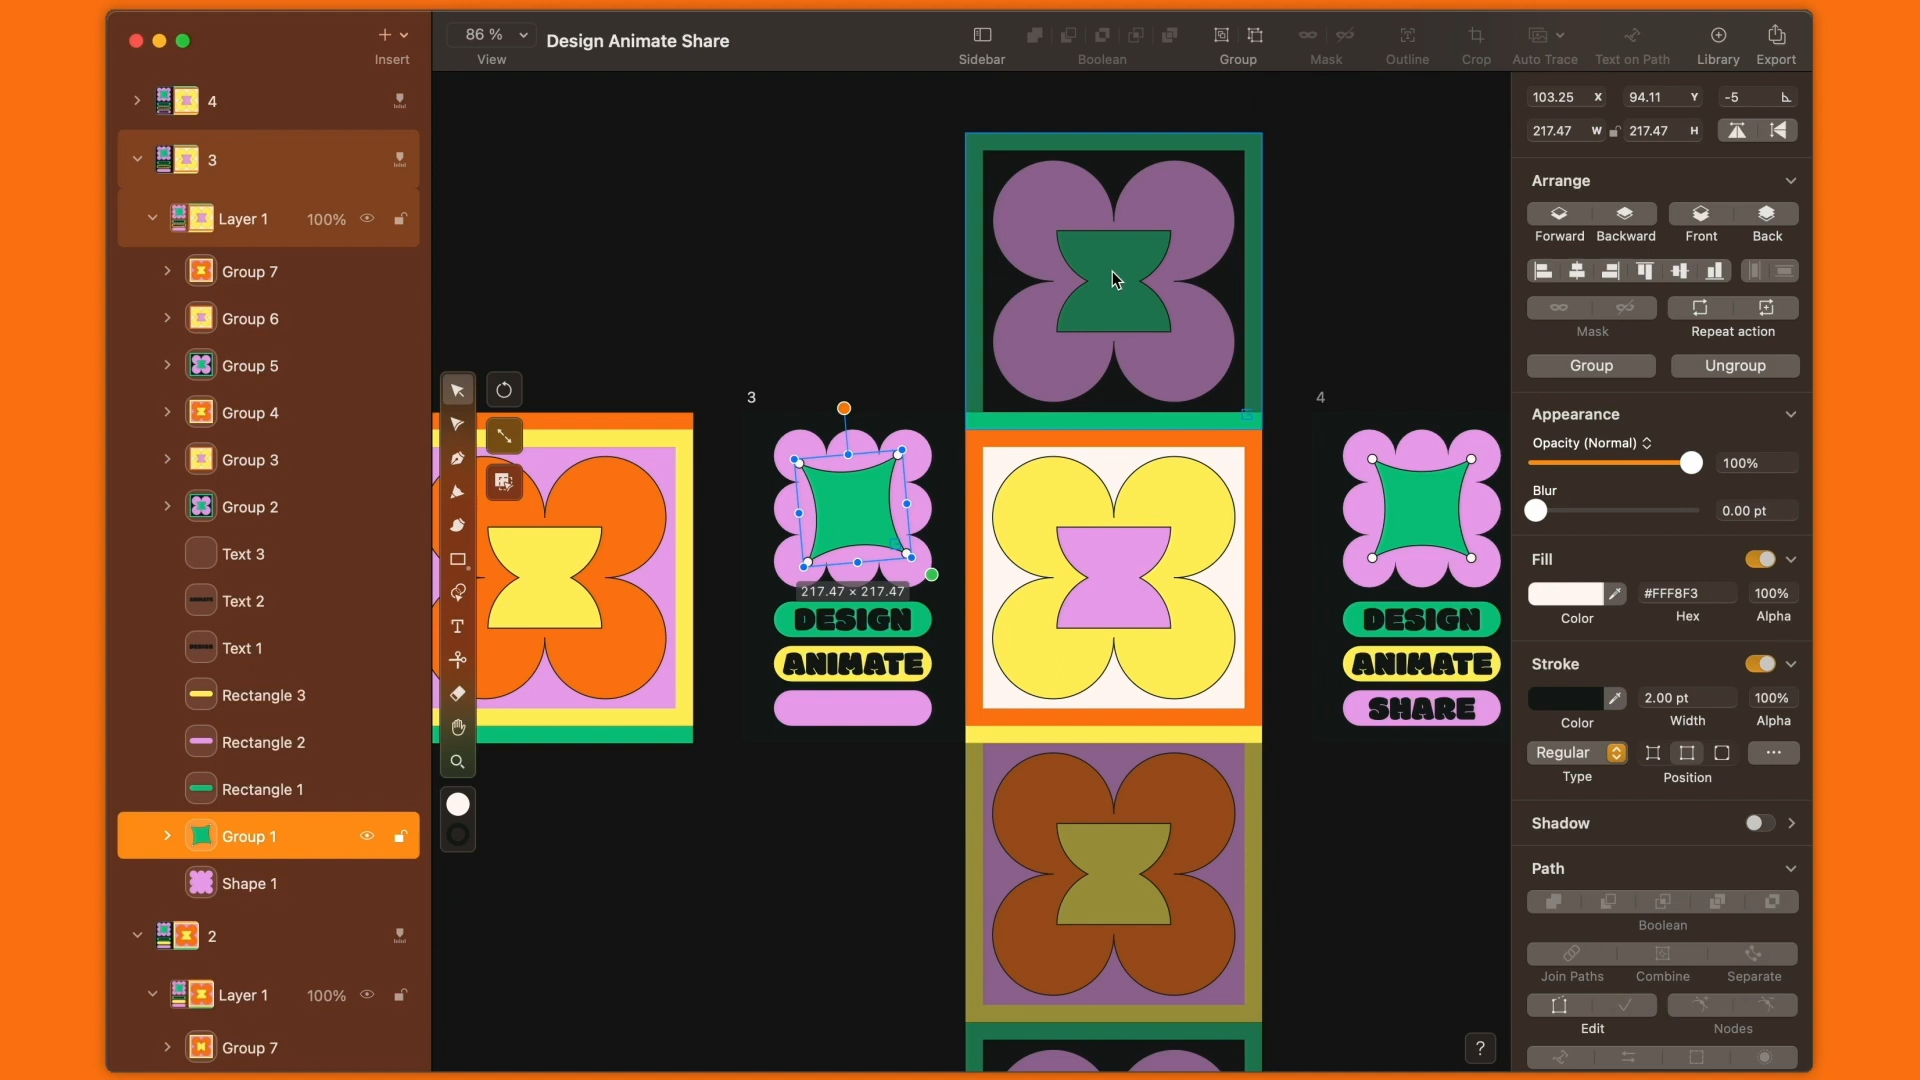 Insert
86 %
View
Design Animate Share
Sidebar
Boolean
Group
Mask
Outline
Crop
Auto Trace
Text on Path
Library
Export
4
3
Layer 1 100%
Group 7
Group 6
Group 5
Group 4
Group 3
Group 2
Text 3
Text 2
Text 1
Rectangle 3
Rectangle 2
Rectangle 1
Group 1
Shape 1
2
Layer 1 100%
Group 7
3
217.47 × 217.47
DESIGN
ANIMATE
4
DESIGN
ANIMATE
SHARE
?
103.25 X 94.11 Y -5
217.47 W 217.47 H
Arrange
Forward Backward Front Back
Mask Repeat action
Group Ungroup
Appearance
Opacity (Normal)
100%
Blur
0.00 pt
Fill
#FFF8F3 100%
Color Hex Alpha
Stroke
2.00 pt 100%
Color Width Alpha
Regular
Type Position
Shadow
Path
Boolean
Join Paths Combine Separate
Edit Nodes